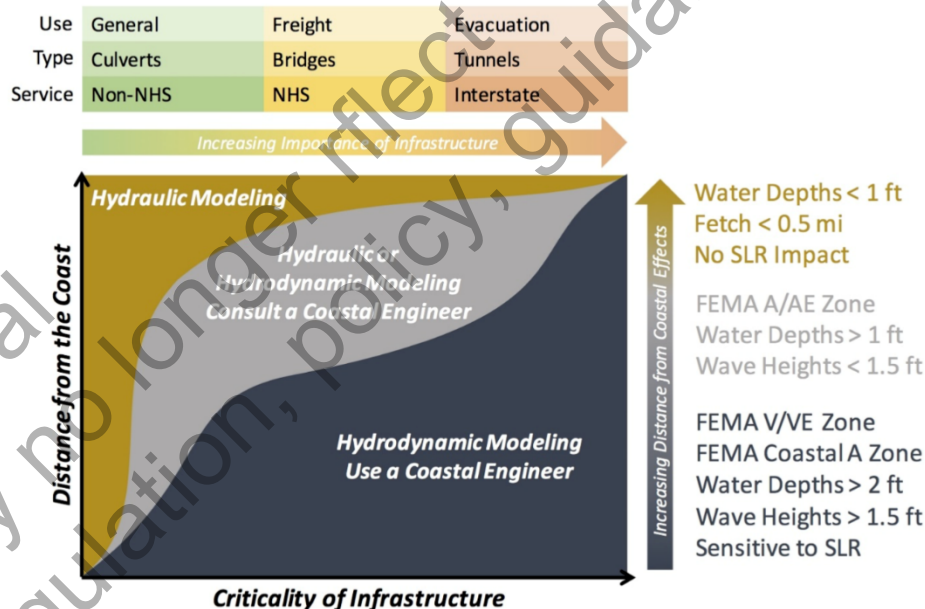 Use General Freight Evacuation
Type Culverts Bridges Tunnels
Service Non-NHS NHS Interstate
Increasing Importance of Infrastructure
Hydraulic Modeling
Hydraulic or
Hydrodynamic Modeling
Consult a Coastal Engineer
Hydrodynamic Modeling
Use a Coastal Engineer
Distance from the Coast
Criticality of Infrastructure
Increasing Distance from Coastal Effects
Water Depths < 1 ft
Fetch < 0.5 mi
No SLR Impact
FEMA A/AE Zone
Water Depths > 1 ft
Wave Heights < 1.5 ft
FEMA V/VE Zone
FEMA Coastal A Zone
Water Depths > 2 ft
Wave Heights > 1.5 ft
Sensitive to SLR
no longer rflect
policy,